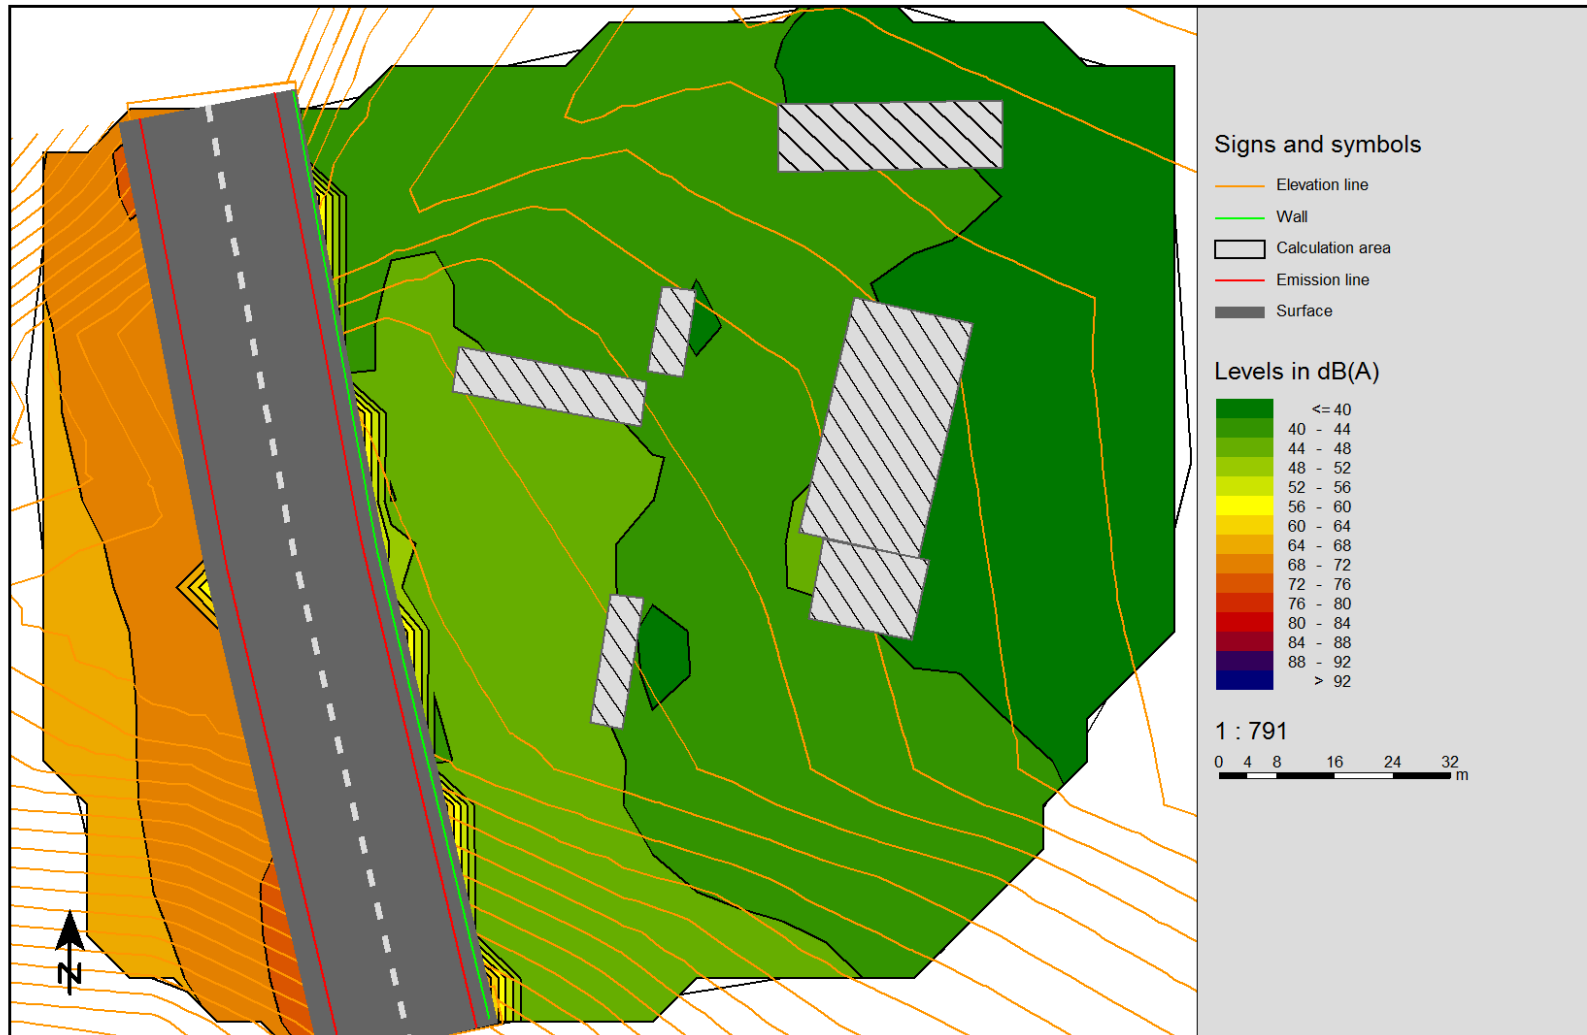 Signs and symbols
Elevation line
Wall
Calculation area
Emission line
Surface
Levels in dB(A)
<= 40
40 - 44
44 - 48
48 - 52
52 - 56
56 - 60
60 - 64
64 - 68
68 - 72
72 - 76
76 - 80
80 - 84
84 - 88
88 - 92
> 92
1 : 791
0 4 8 16 24 32
m
N